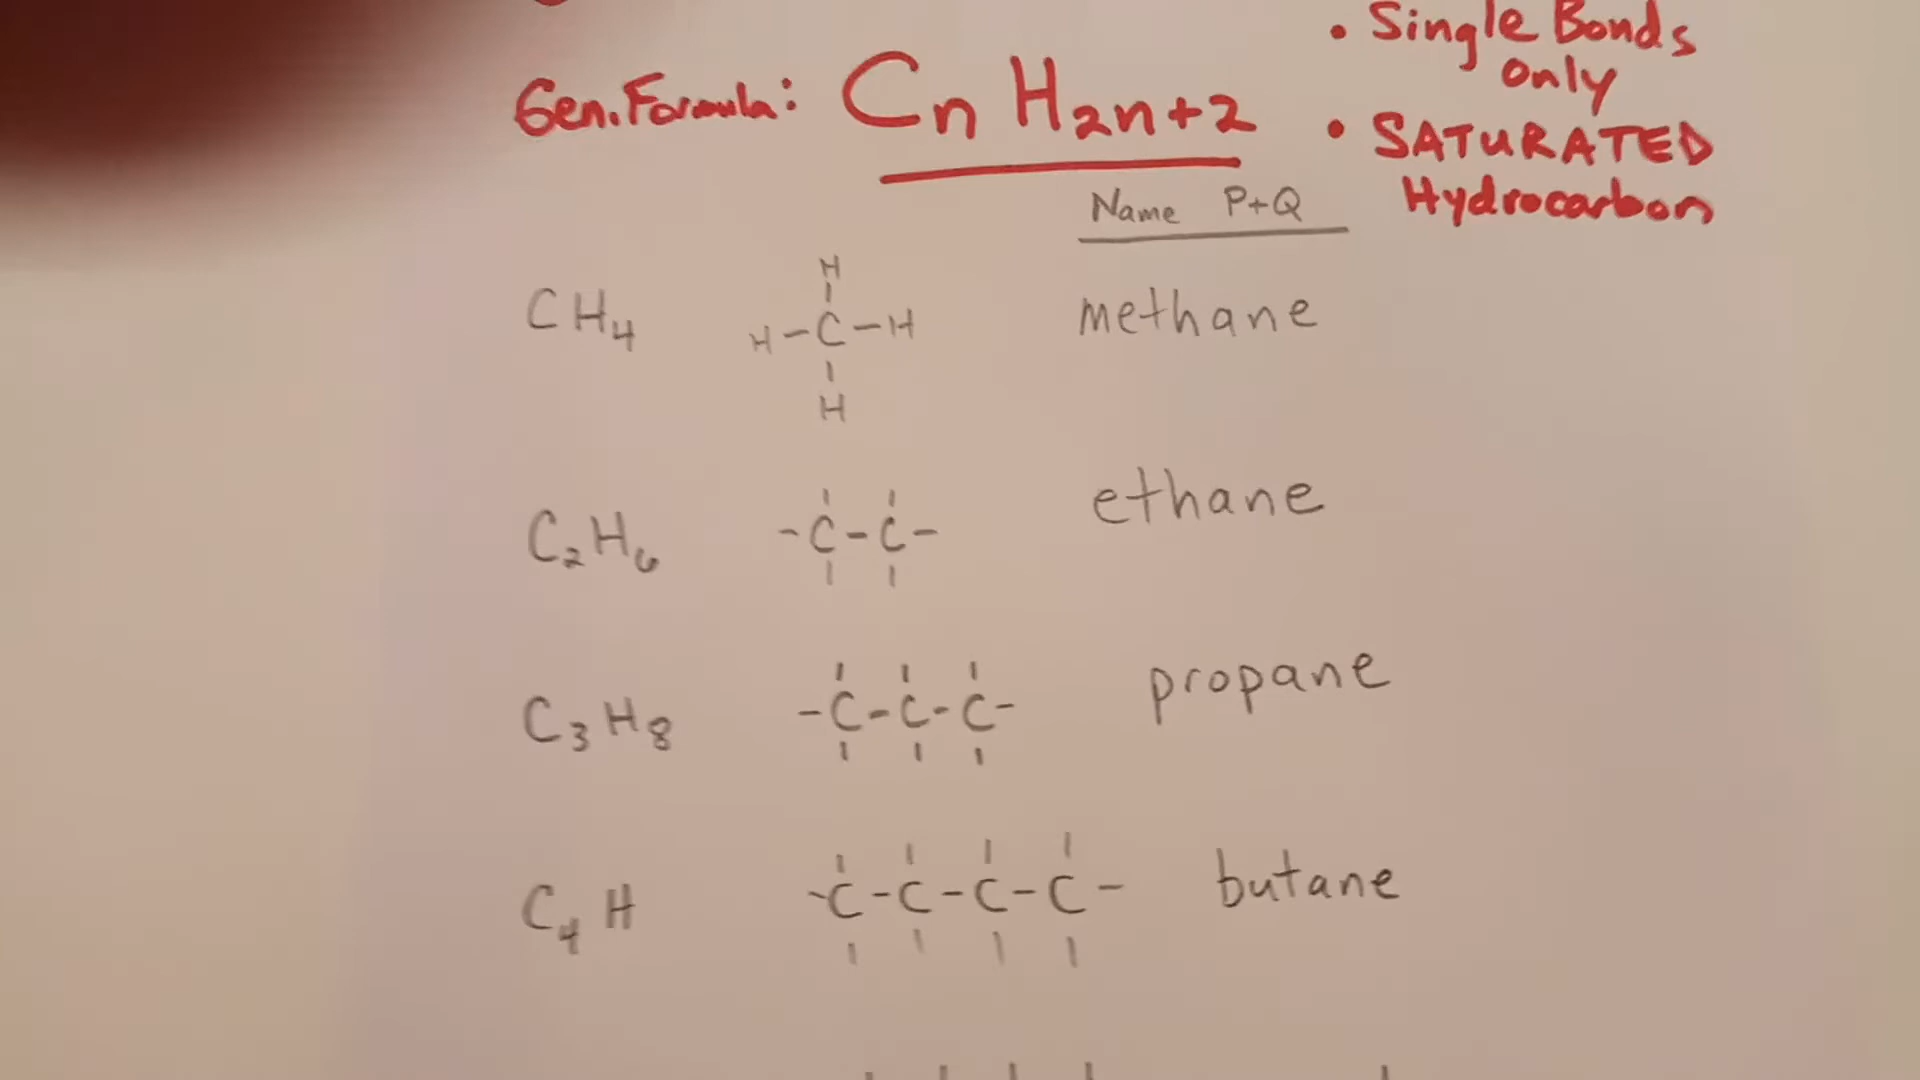 • Single Bonds
only
Gen. Formula: CnH2n+2
• SATURATED
Hydrocarbon
Name P+Q
CH4
H
H-C-H
H
methane
C2H6
-C-C-
ethane
C3H8
-C-C-C-
propane
C4H
-C-C-C-C-
butane